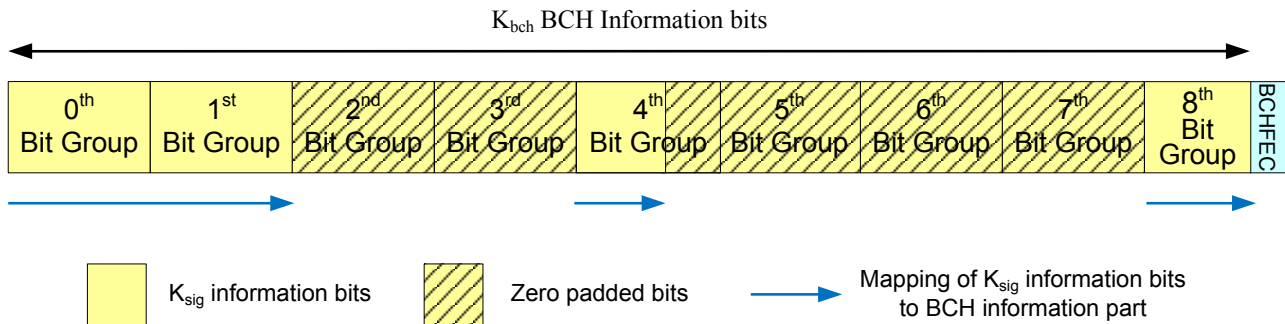 K_bch BCH Information bits
0th Bit Group
1st Bit Group
2nd Bit Group
3rd Bit Group
4th Bit Group
5th Bit Group
6th Bit Group
7th Bit Group
8th Bit Group
BCHFEC
K_sig information bits
Zero padded bits
Mapping of K_sig information bits
to BCH information part